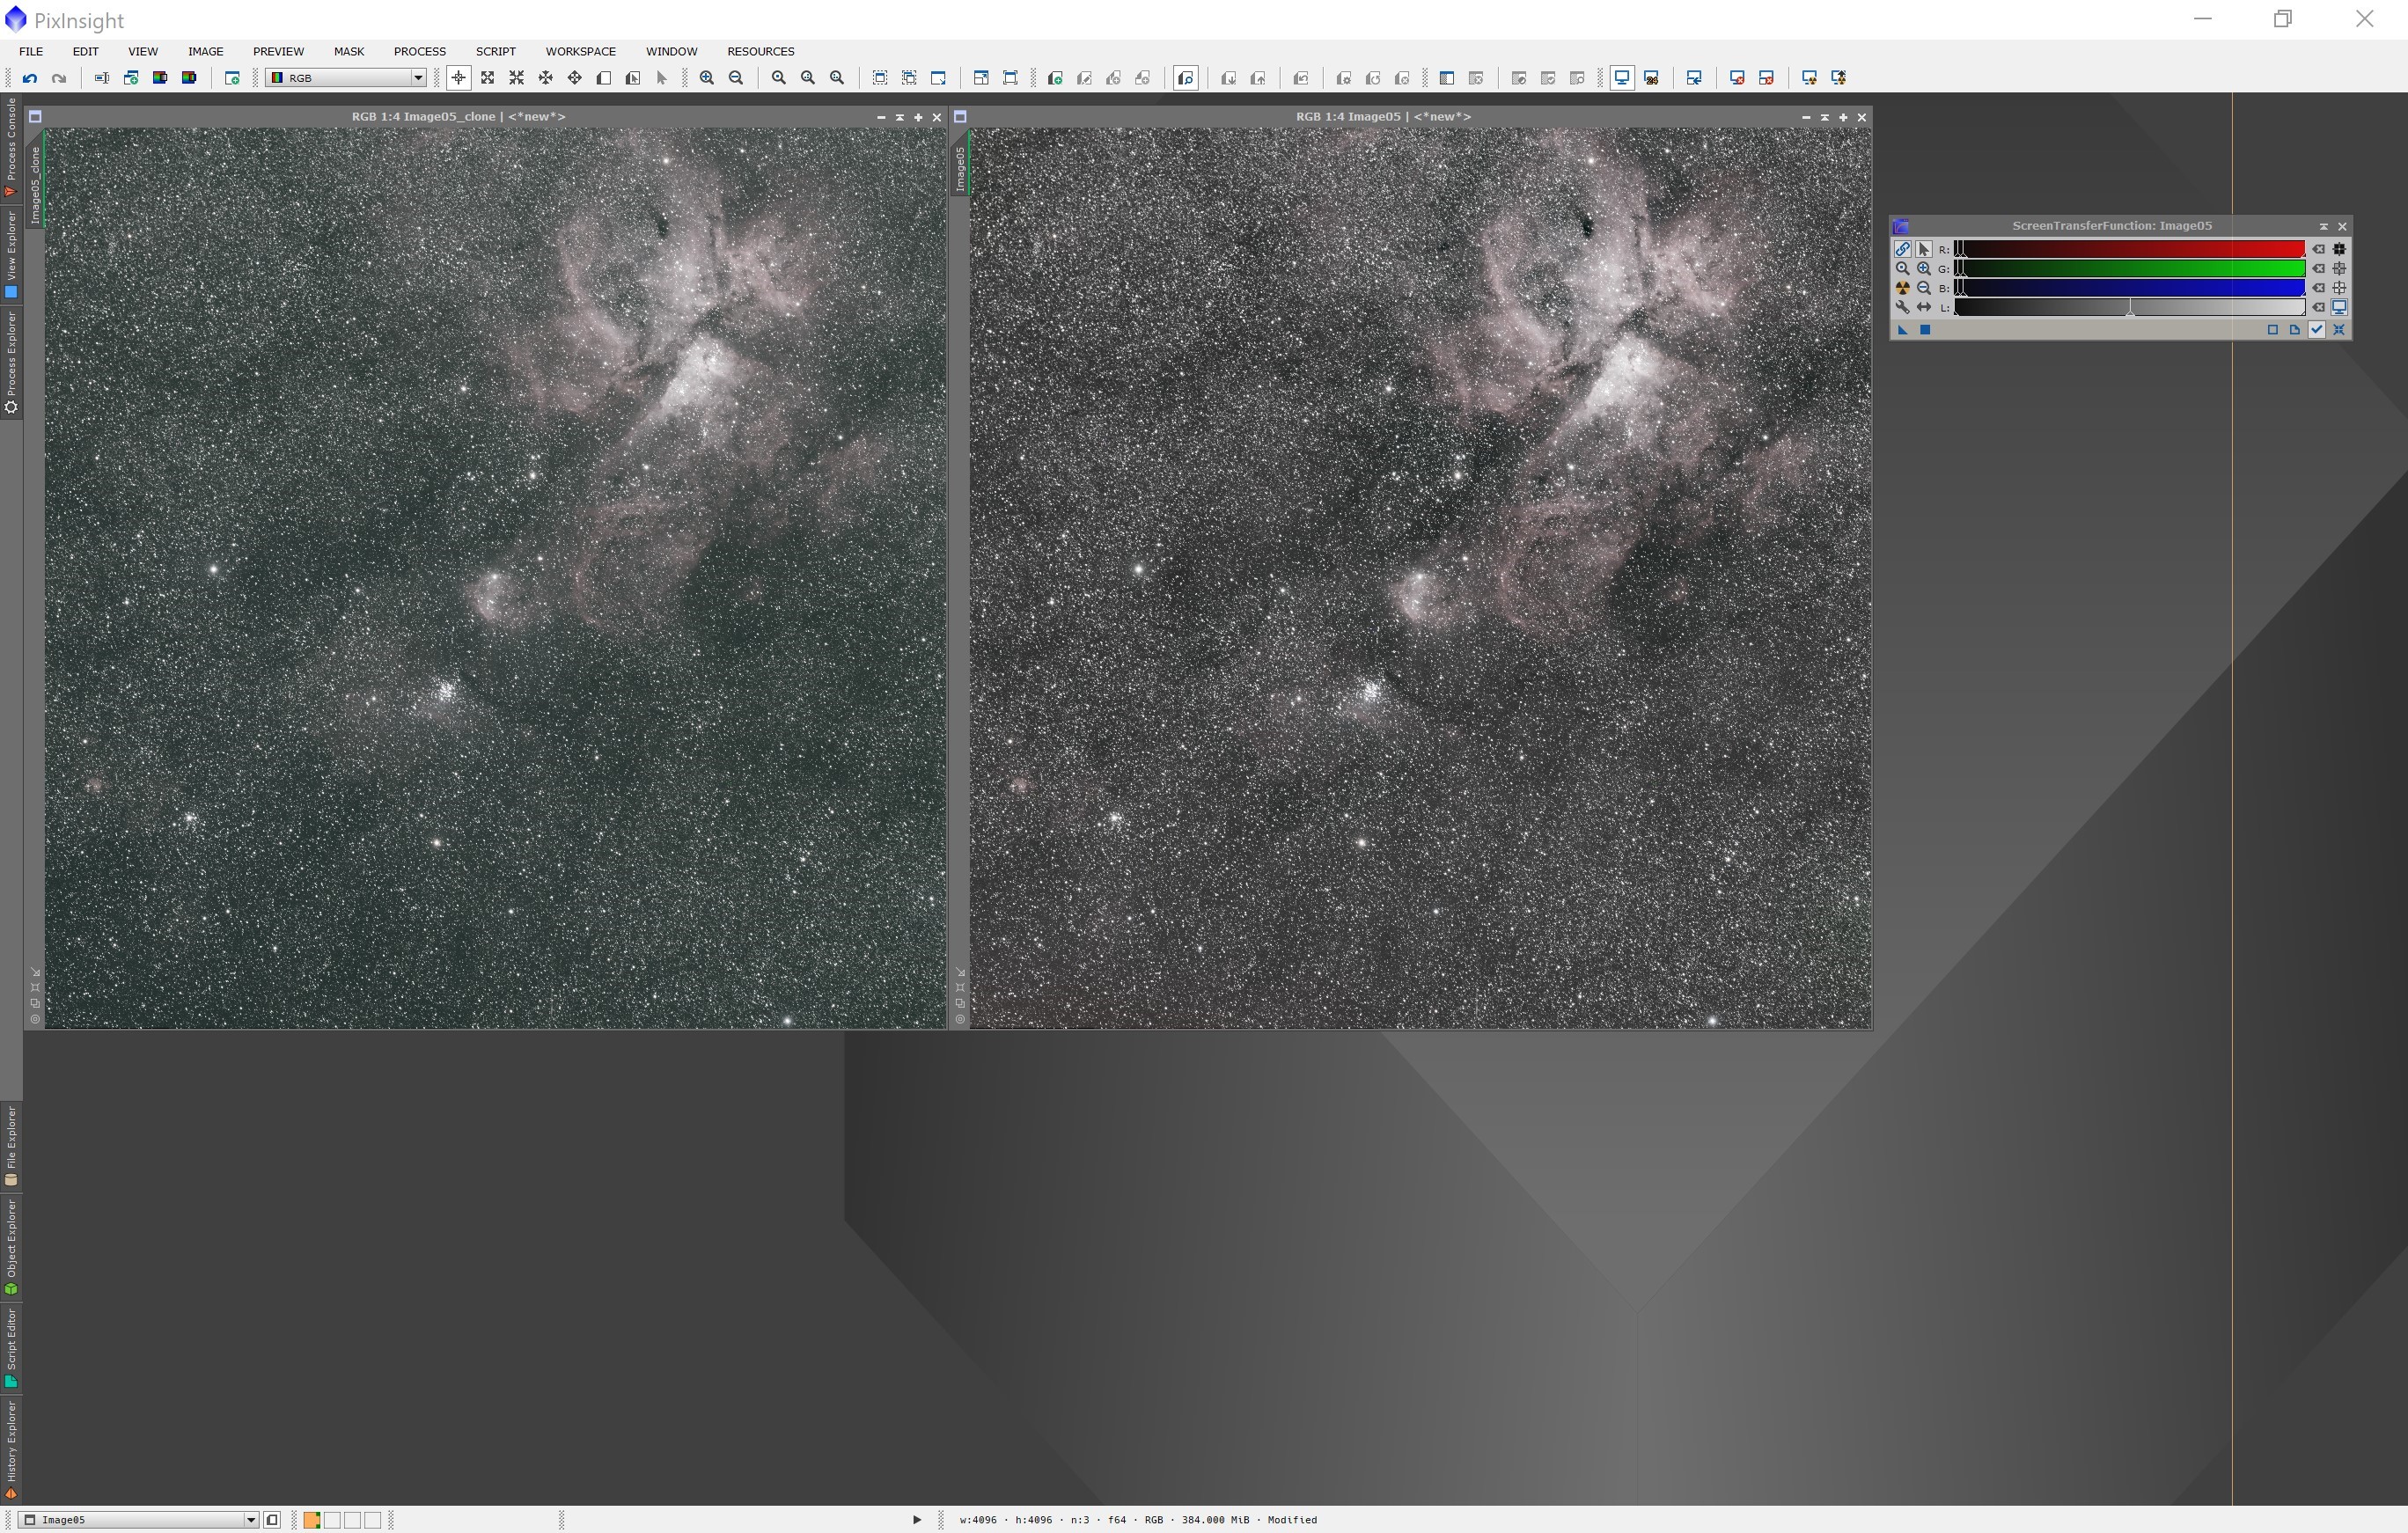 PixInsight
FILE EDIT VIEW IMAGE PREVIEW MASK PROCESS SCRIPT WORKSPACE WINDOW RESOURCES
RGB
Process Console
View Explorer
Process Explorer
File Explorer
Object Explorer
Script Editor
History Explorer
RGB 1:4 Image05_clone | <*new*>
Image05_clone
RGB 1:4 Image05 | <*new*>
Image05
ScreenTransferFunction: Image05
R:
G:
B:
L:
Image05
w:4096 · h:4096 · n:3 · f64 · RGB · 384.000 MiB · Modified